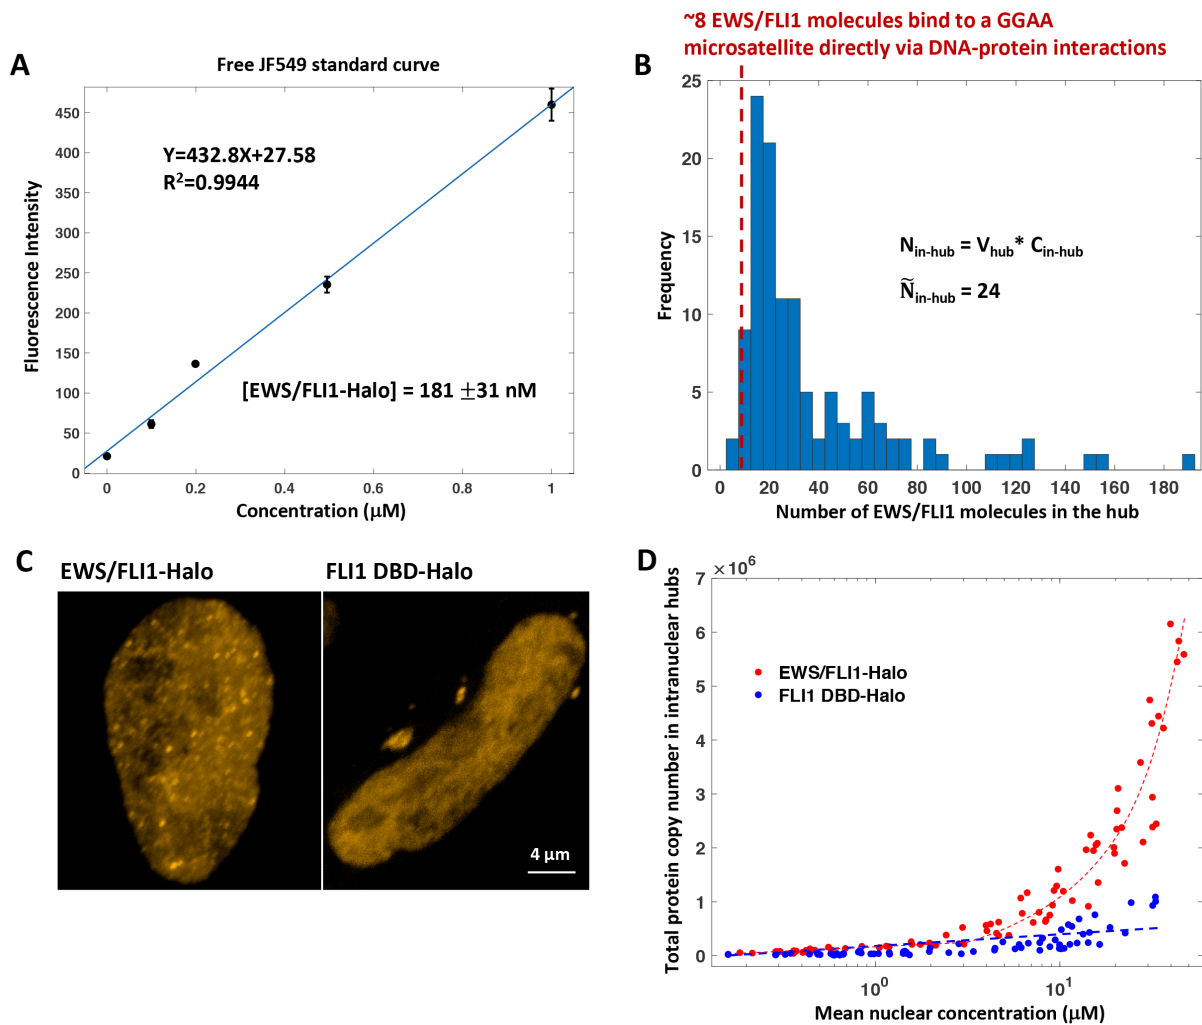 A
Free JF549 standard curve
Fluorescence Intensity
450
400
350
300
250
200
150
100
50
0
Y=432.8X+27.58
R²=0.9944
[EWS/FLI1-Halo] = 181 ±31 nM
0 0.2 0.4 0.6 0.8 1
Concentration (μM)
~8 EWS/FLI1 molecules bind to a GGAA
microsatellite directly via DNA-protein interactions
B
Frequency
25
20
15
10
5
0
N_in-hub = V_hub* C_in-hub
Ñ_in-hub = 24
0 20 40 60 80 100 120 140 160 180
Number of EWS/FLI1 molecules in the hub
C
EWS/FLI1-Halo FLI1 DBD-Halo
4 μm
D
Total protein copy number in intranuclear hubs
7 ×10⁶
6
5
4
3
2
1
0
EWS/FLI1-Halo
FLI1 DBD-Halo
10⁰ 10¹
Mean nuclear concentration (μM)